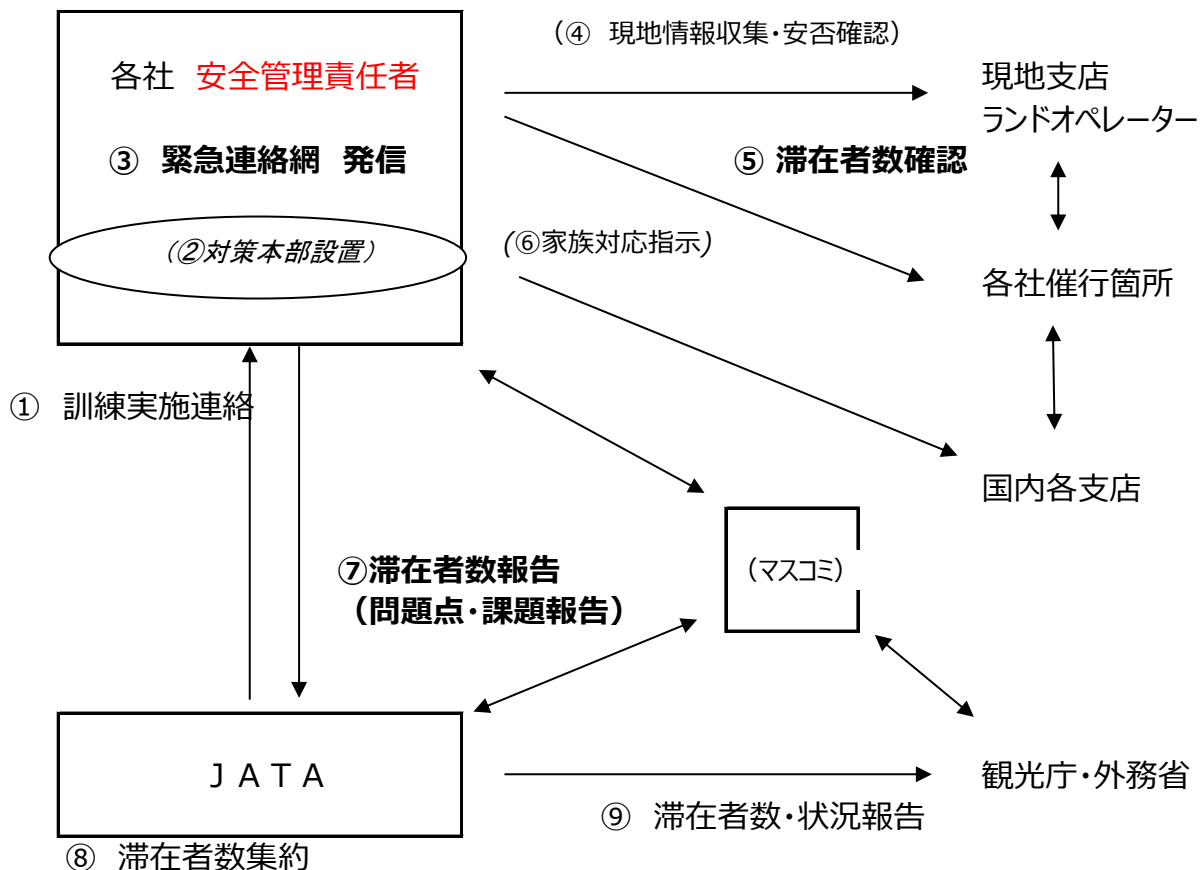 （④　現地情報収集・安否確認）
各社　安全管理責任者
現地支店
ランドオペレーター
③　緊急連絡網　発信
⑤ 滞在者数確認
（②対策本部設置）
(⑥家族対応指示)
各社催行箇所
①　訓練実施連絡
国内各支店
⑦滞在者数報告
（問題点・課題報告）
（マスコミ）
ＪＡＴＡ
観光庁・外務省
⑨　滞在者数・状況報告
⑧　滞在者数集約